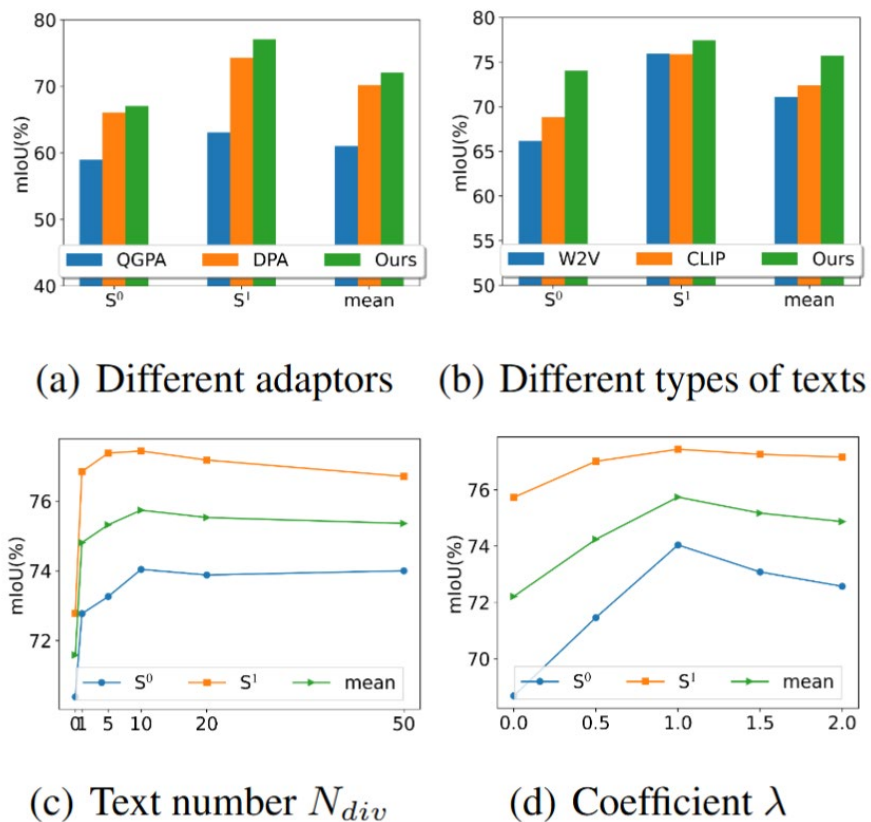 80
70
60
50
40
mIoU(%)
QGPA DPA Ours
S⁰ S¹ mean
(a) Different adaptors
80
75
70
65
60
55
50
mIoU(%)
W2V CLIP Ours
S⁰ S¹ mean
(b) Different types of texts
76
74
72
mIoU(%)
S⁰ S¹ mean
0 1 5 10 20 50
(c) Text number N_div
76
74
72
70
mIoU(%)
S⁰ S¹ mean
0.0 0.5 1.0 1.5 2.0
(d) Coefficient λ